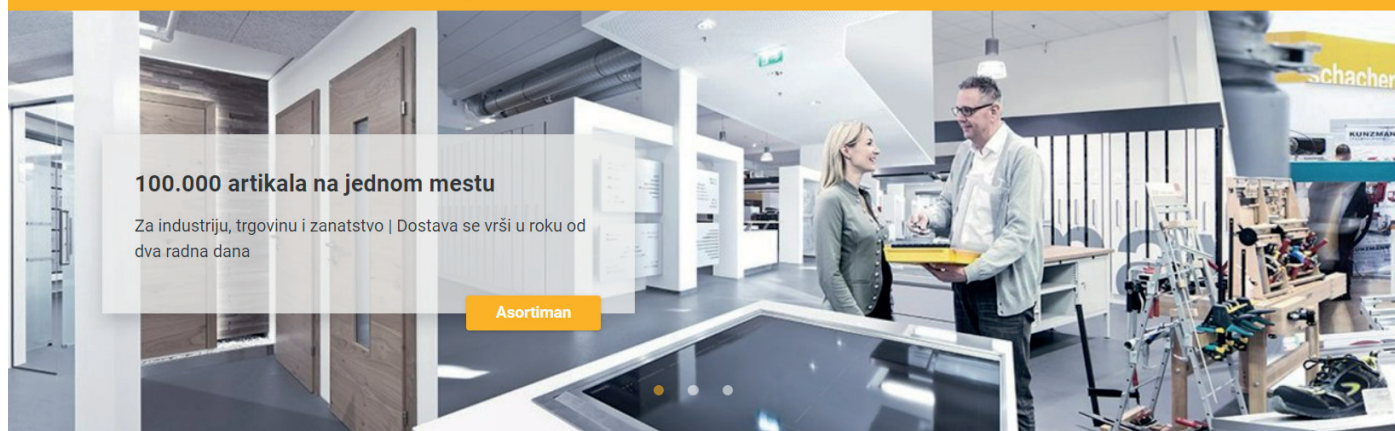 schacher
KUNZMAN
100.000 artikala na jednom mestu
Za industriju, trgovinu i zanatstvo | Dostava se vrši u roku od
dva radna dana
Asortiman